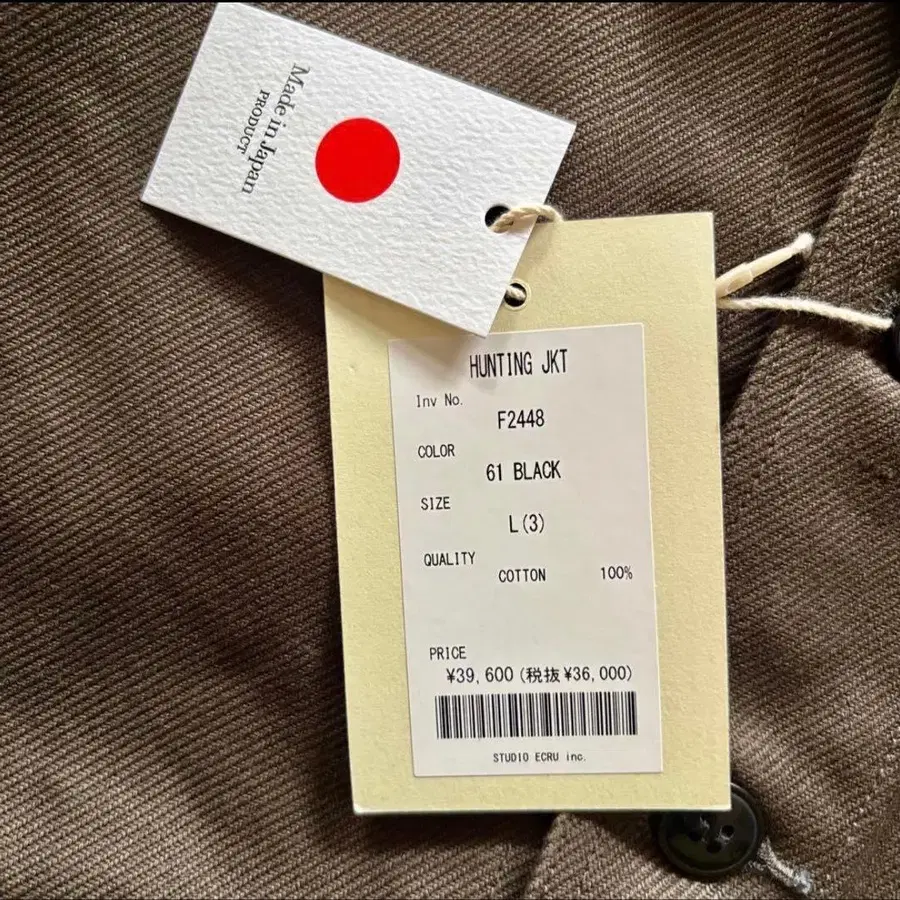 Made in Japan
PRODUCT
HUNTING JKT
Inv No.
F2448
COLOR
61 BLACK
SIZE
L(3)
QUALITY
COTTON 100%
PRICE
¥39,600(税抜¥36,000)
STUDIO ECRU inc.